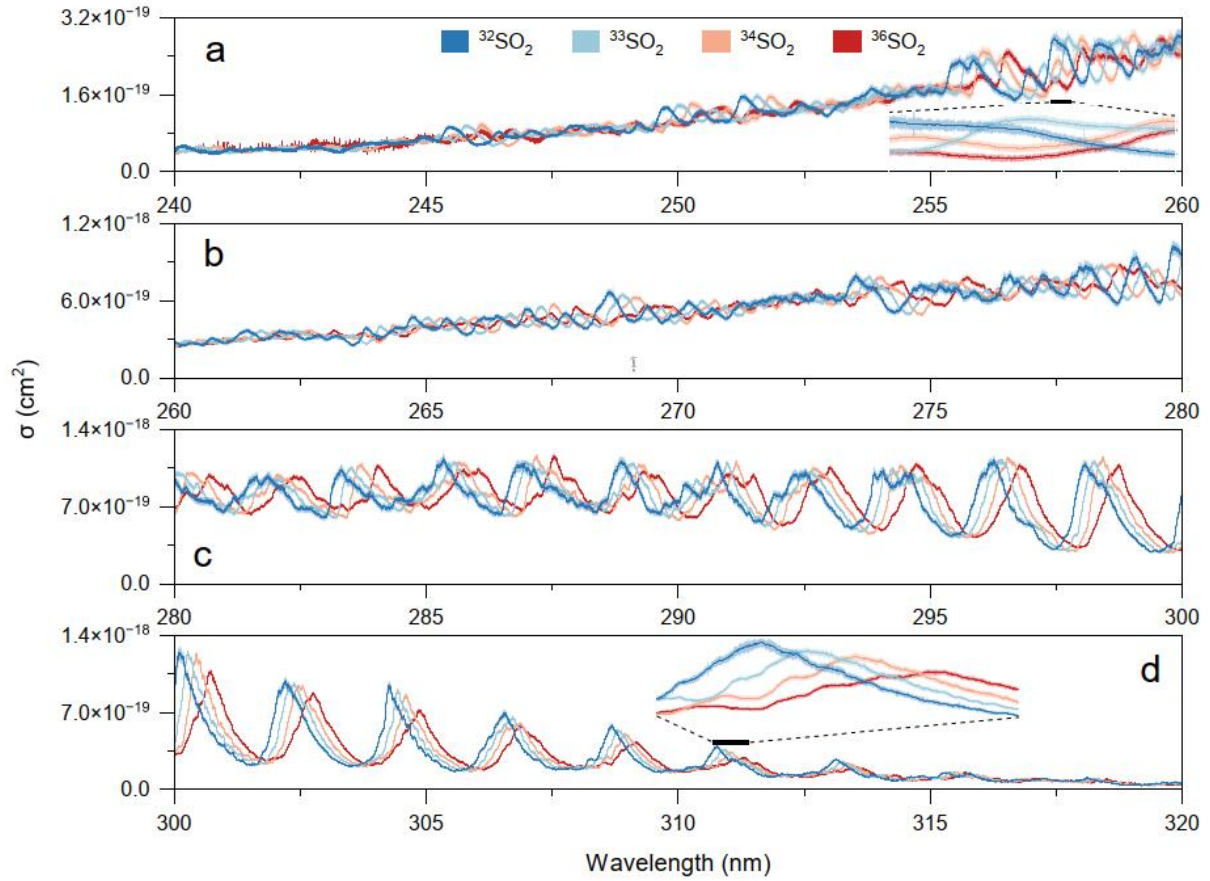 3.2×10⁻¹⁹
1.6×10⁻¹⁹
0.0
a
³²SO₂ ³³SO₂ ³⁴SO₂ ³⁶SO₂
240 245 250 255 260
1.2×10⁻¹⁸
6.0×10⁻¹⁹
0.0
b
260 265 270 275 280
σ (cm²)
1.4×10⁻¹⁸
7.0×10⁻¹⁹
0.0
c
280 285 290 295 300
1.4×10⁻¹⁸
7.0×10⁻¹⁹
0.0
d
300 305 310 315 320
Wavelength (nm)